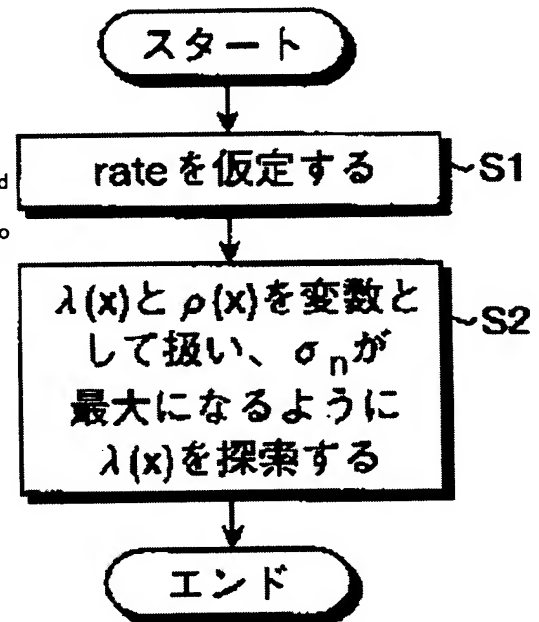 スタート
rateを仮定する
S1
d
o
λ(x)とρ(x)を変数と
して扱い、σnが
最大になるように
λ(x)を探索する
S2
エンド